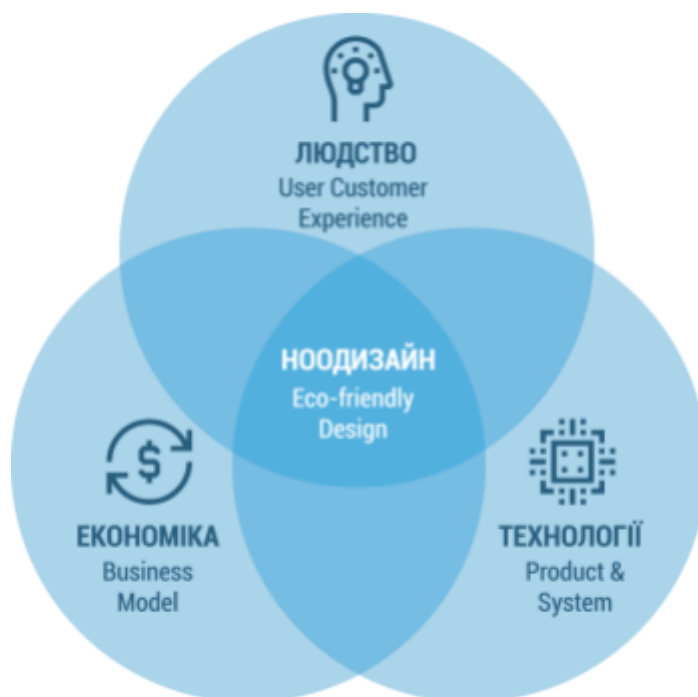 ЛЮДСТВО
User Customer
Experience
НООДИЗАЙН
Eco-friendly
Design
$
ЕКОНОМІКА
Business
Model
ТЕХНОЛОГІЇ
Product &
System